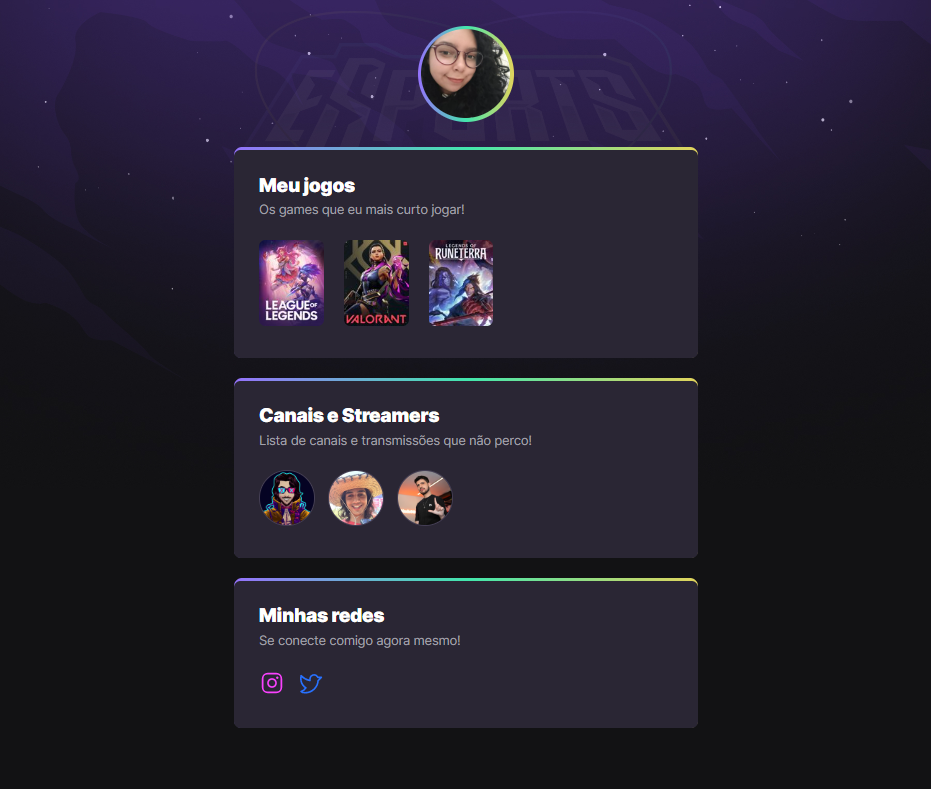 ESPORTS
Meu jogos
Os games que eu mais curto jogar!
LEAGUE OF
LEGENDS
VALORANT
LEGENDS OF
RUNETERRA
Canais e Streamers
Lista de canais e transmissões que não perco!
Minhas redes
Se conecte comigo agora mesmo!